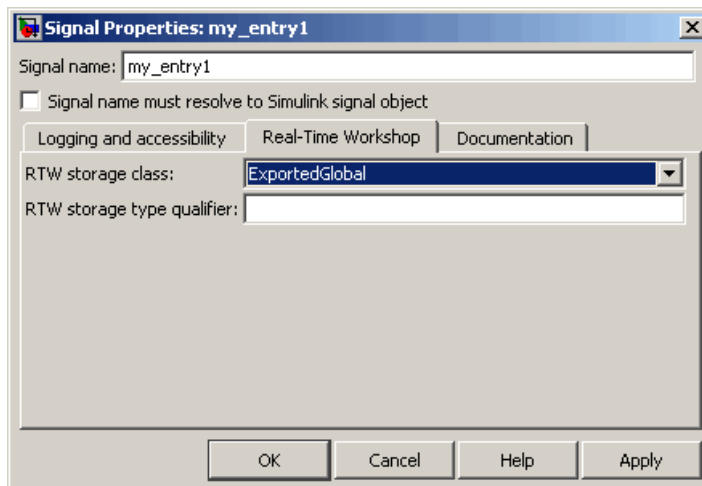 Signal Properties: my_entry1
Signal name: my_entry1
Signal name must resolve to Simulink signal object
Logging and accessibility Real-Time Workshop Documentation
RTW storage class: ExportedGlobal
RTW storage type qualifier:
OK Cancel Help Apply